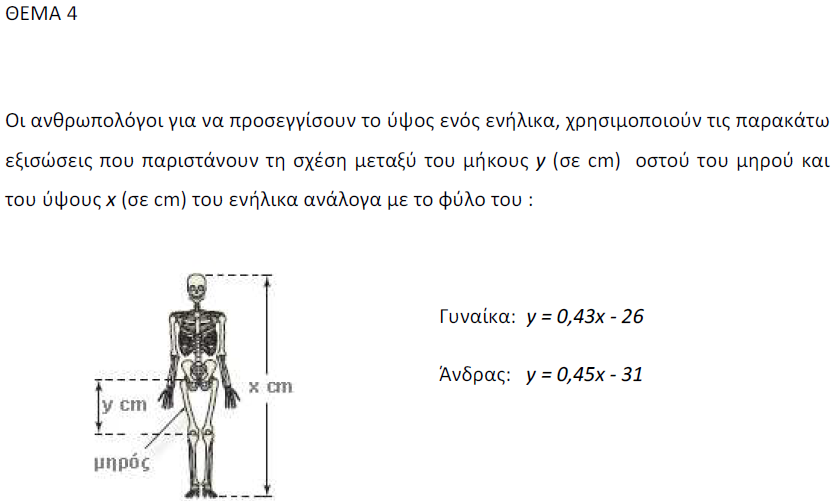 ΘΕΜΑ 4
Οι ανθρωπολόγοι για να προσεγγίσουν το ύψος ενός ενήλικα, χρησιμοποιούν τις παρακάτω
εξισώσεις που παριστάνουν τη σχέση μεταξύ του μήκους y (σε cm) οστού του μηρού και
του ύψους x (σε cm) του ενήλικα ανάλογα με το φύλο του :
Γυναίκα: y = 0,43x - 26
Άνδρας: y = 0,45x - 31
x cm
y cm
μηρός